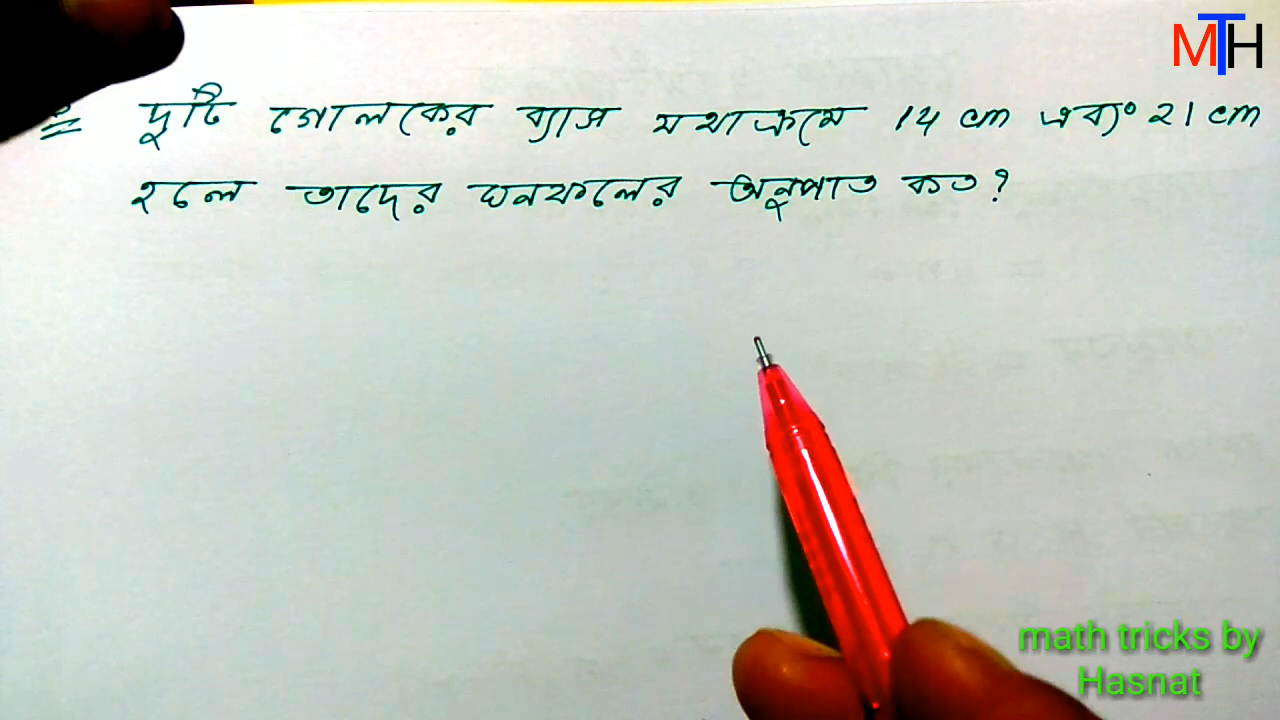 MTH
দুটি গোলকের ব্যাস যথাক্রমে 14 cm এবং 21 cm
হলে তাদের ঘনফলের অনুপাত কত?
math tricks by
Hasnat